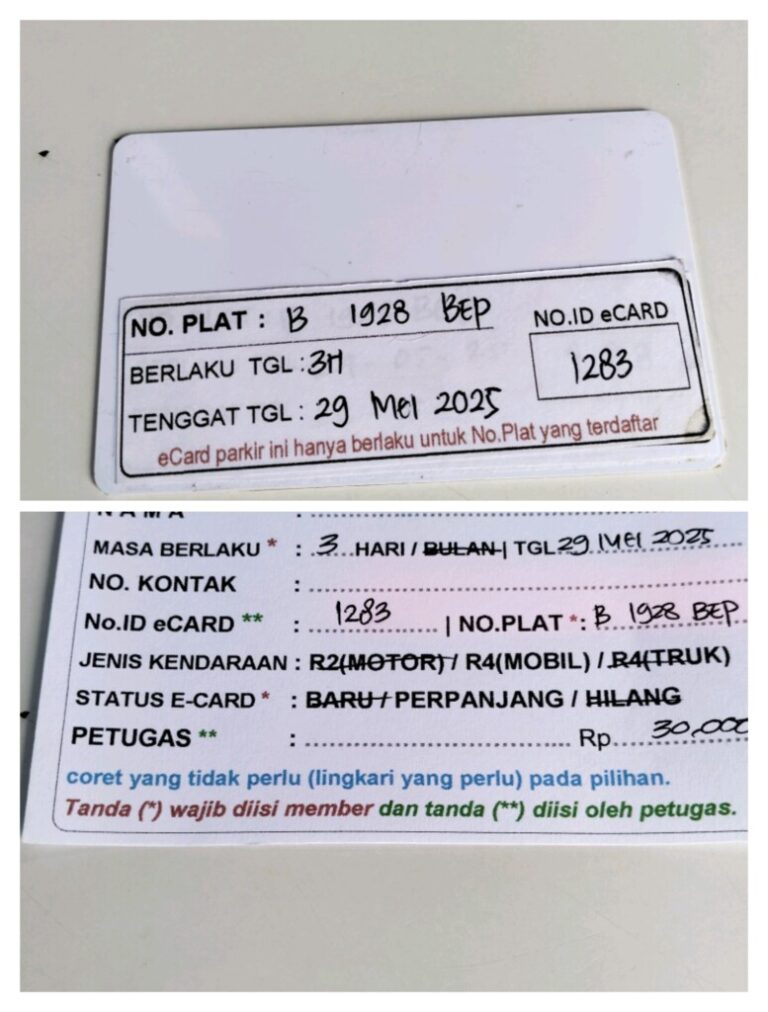 NO. PLAT : B 1928 BEP
NO.ID eCARD
BERLAKU TGL : 3H
1283
TENGGAT TGL : 29 MEI 2025
eCard parkir ini hanya berlaku untuk No.Plat yang terdaftar
NAMA : 
MASA BERLAKU * : 3 HARI / BULAN | TGL 29 MEI 2025
NO. KONTAK :
No.ID eCARD ** : 1283 | NO.PLAT *: B 1928 BEP
JENIS KENDARAAN : R2(MOTOR) / R4(MOBIL) / R4(TRUK)
STATUS E-CARD * : BARU / PERPANJANG / HILANG
PETUGAS ** : Rp 30,000
coret yang tidak perlu (lingkari yang perlu) pada pilihan.
Tanda (*) wajib diisi member dan tanda (**) diisi oleh petugas.